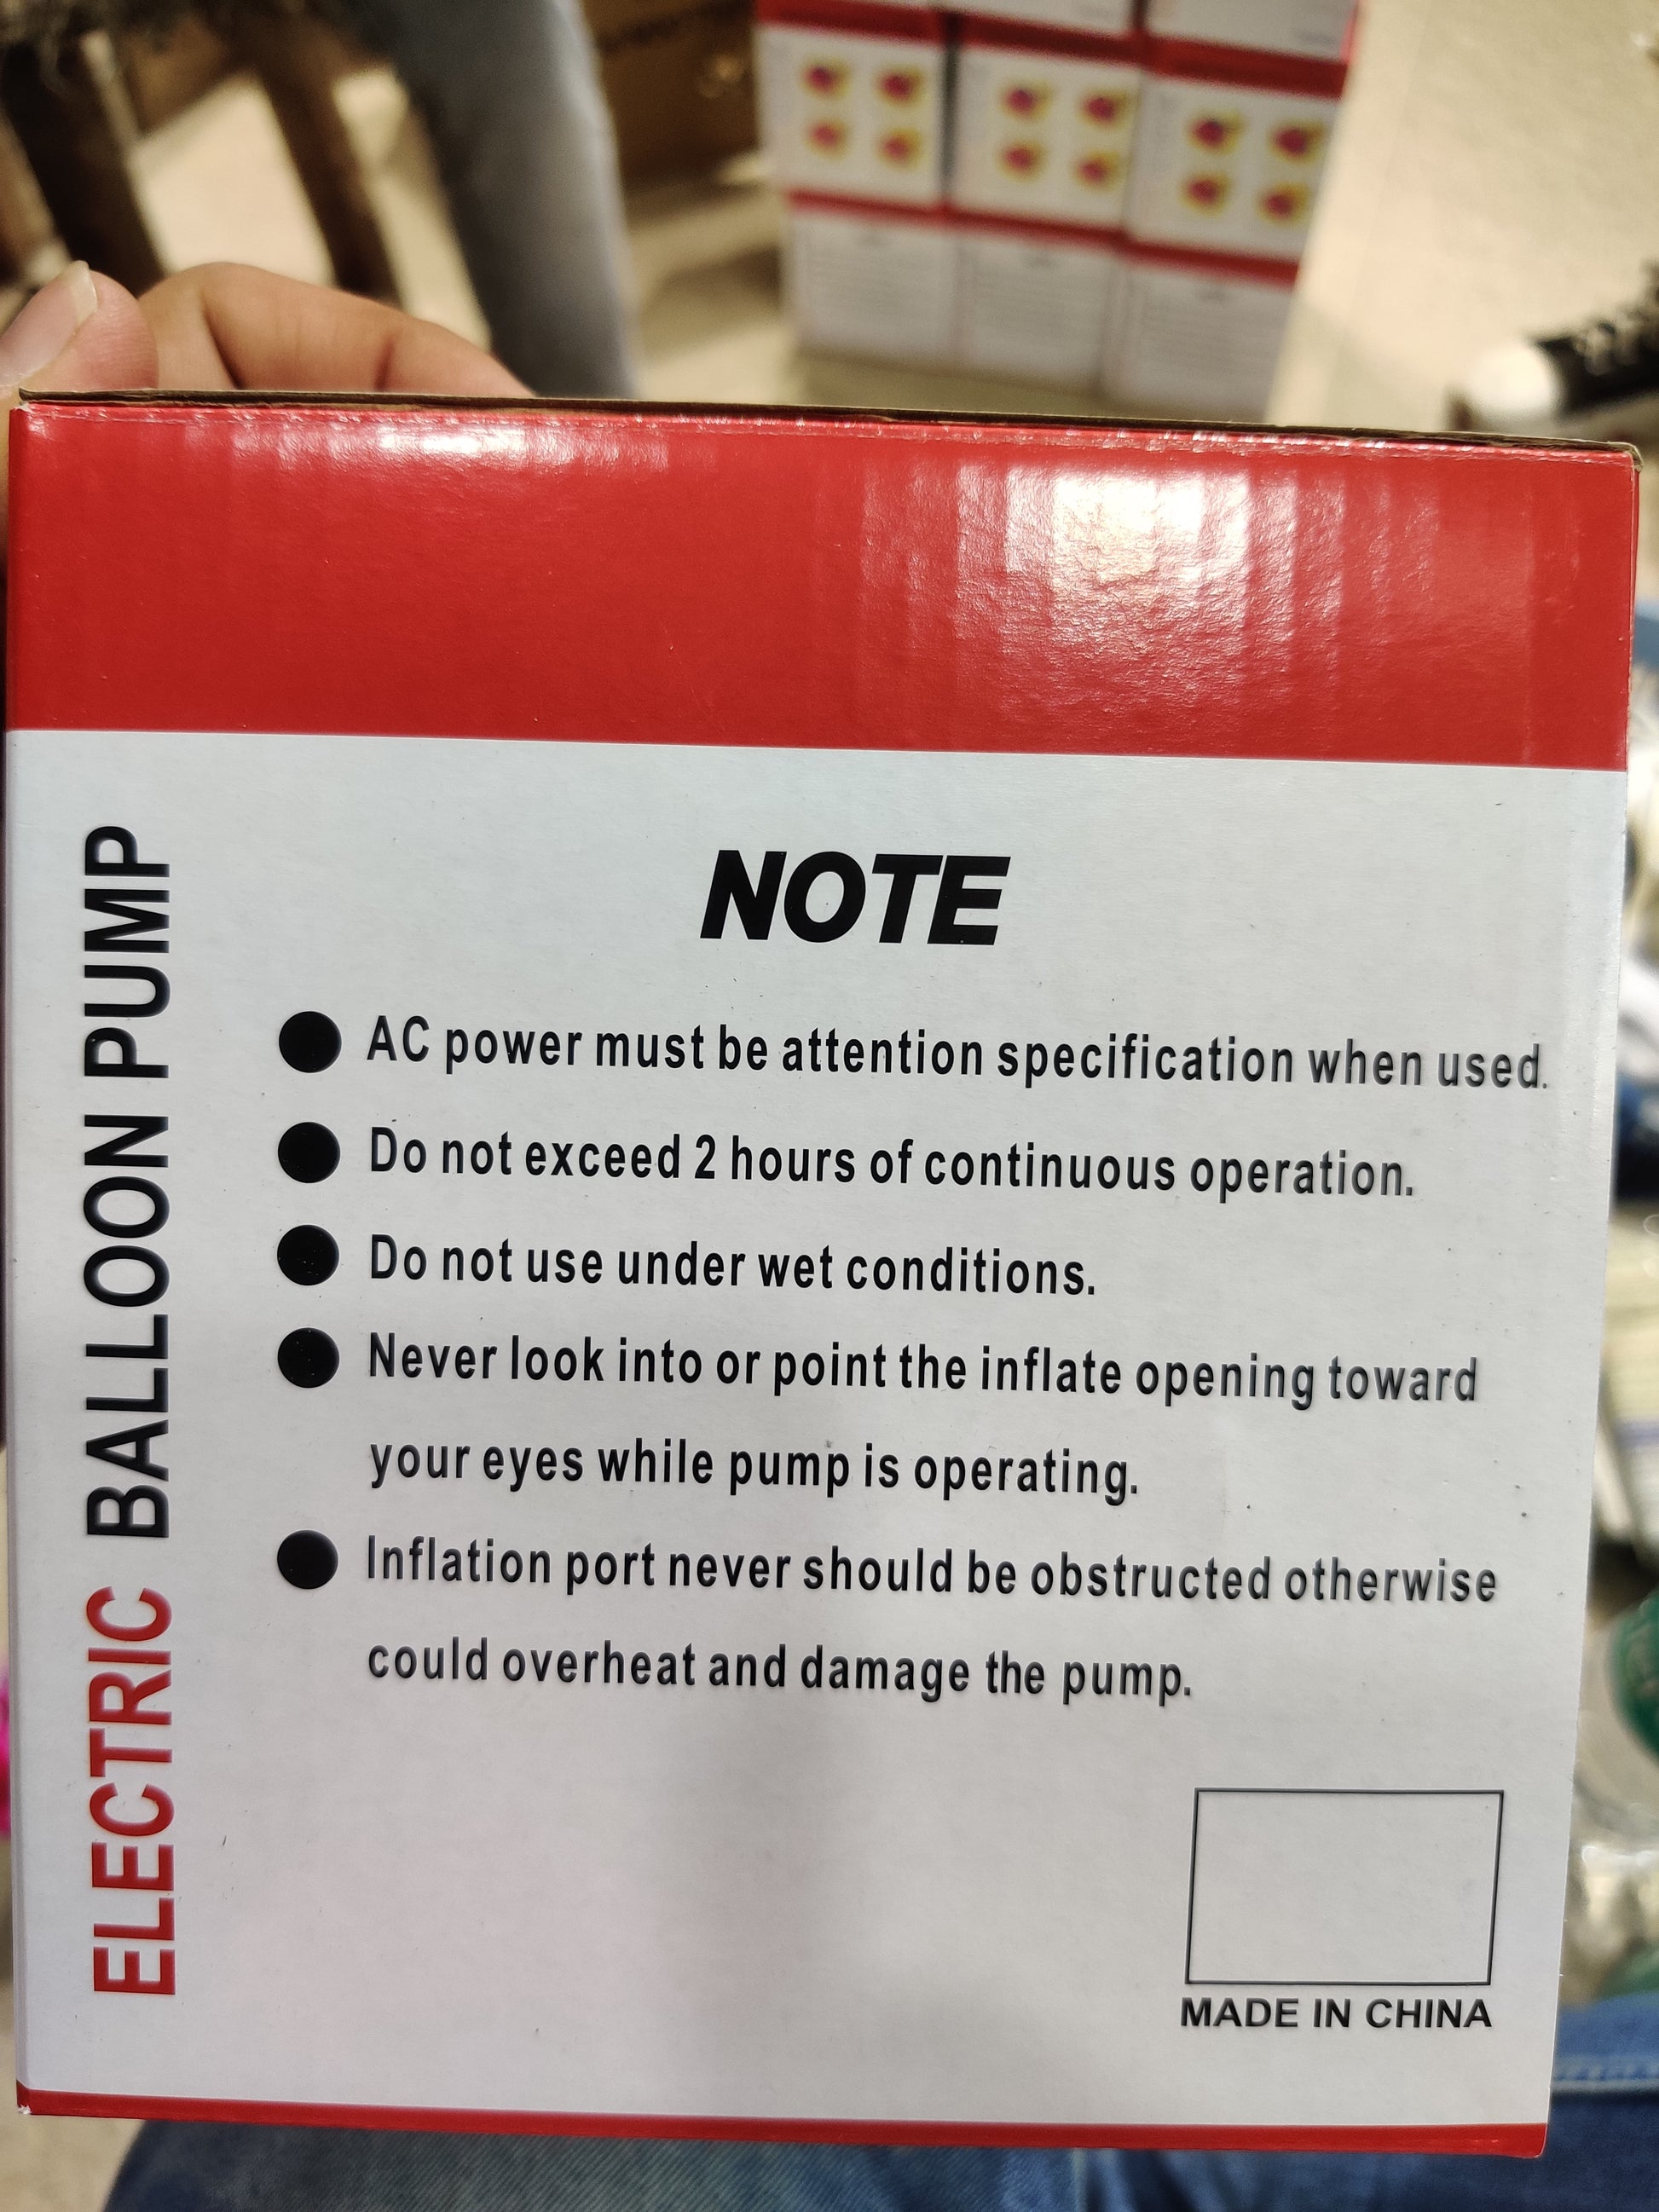 NOTE
AC power must be attention specification when used.
Do not exceed 2 hours of continuous operation.
Do not use under wet conditions.
Never look into or point the inflate opening toward
your eyes while pump is operating.
Inflation port never should be obstructed otherwise
could overheat and damage the pump.
ELECTRIC BALLOON PUMP
MADE IN CHINA